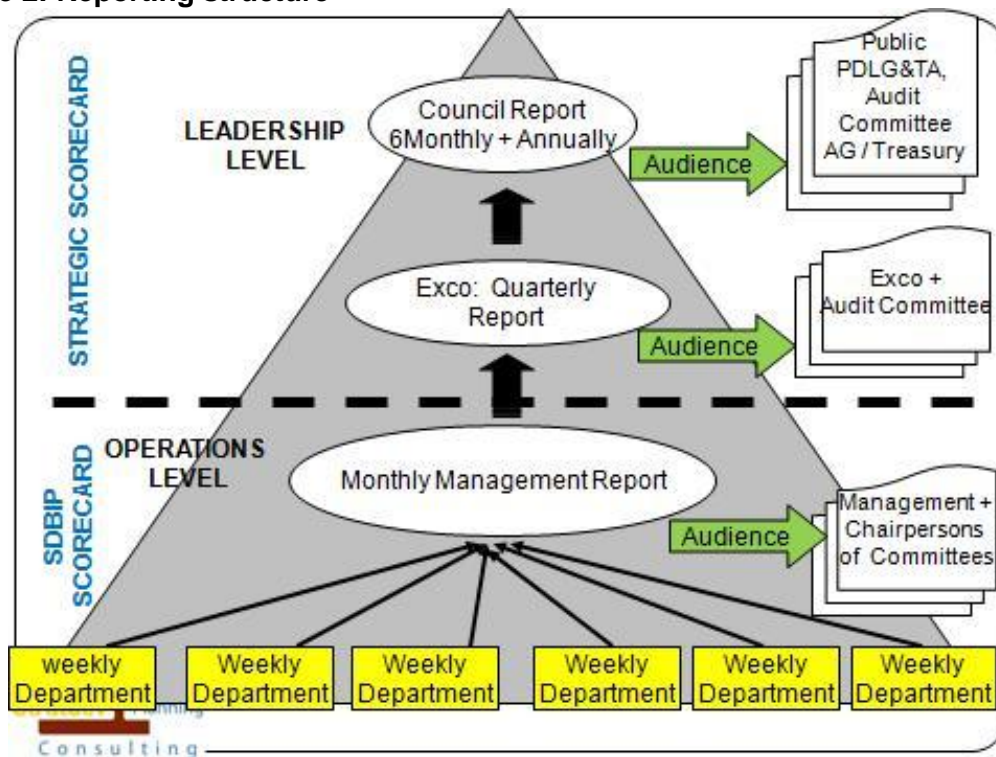 Reporting structure
Public
PDLG&TA,
Audit
Committee
AG / Treasury
Council Report
6Monthly + Annually
LEADERSHIP
LEVEL
Audience
STRATEGIC SCORECARD
Exco: Quarterly
Report
Exco +
Audit Committee
Audience
OPERATIONS
LEVEL
SDBIP
SCORECARD
Monthly Management Report
Management +
Chairpersons
of Committees
Audience
weekly
Department
Weekly
Department
Weekly
Department
Weekly
Department
Weekly
Department
Weekly
Department
Consulting